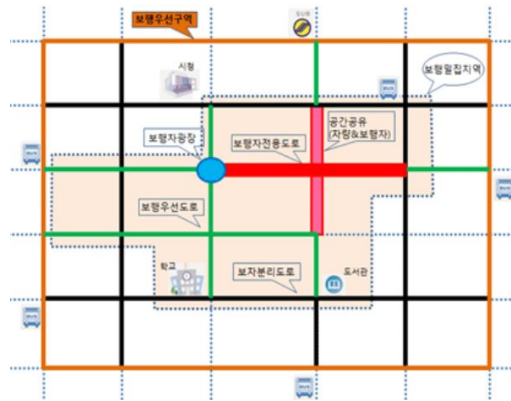 보행우선구역
시청
보행밀집지역
공간공유
(차량&보행자)
보행자광장
보행자전용도로
보행우선도로
학교
보차분리도로
도서관